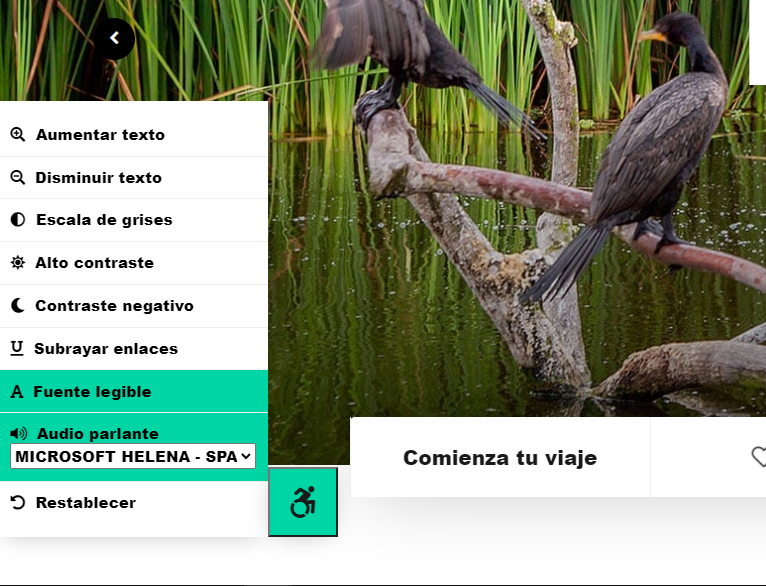 Aumentar texto
Disminuir texto
Escala de grises
Alto contraste
Contraste negativo
Subrayar enlaces
Fuente legible
Audio parlante
MICROSOFT HELENA - SPA
Comienza tu viaje
Restablecer